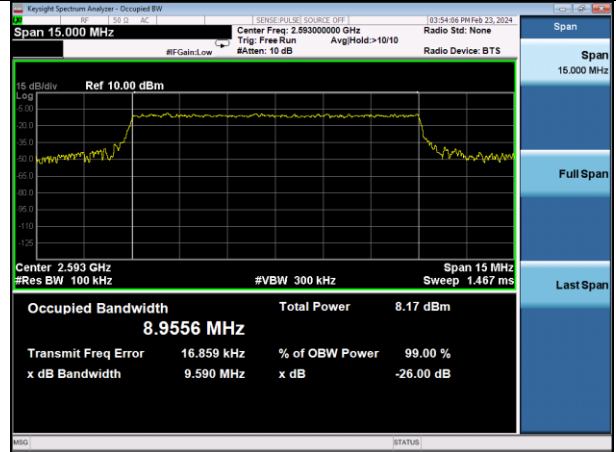 Keysight Spectrum Analyzer - Occupied BW
RF 50 Ω AC SENSE:PULSE SOURCE OFF 03:54:06 PM Feb 23, 2024
Span 15.000 MHz Center Freq: 2.593000000 GHz Radio Std: None
Trig: Free Run Avg|Hold:>10/10
#IFGain:Low #Atten: 10 dB Radio Device: BTS
Span
Span
15.000 MHz
Full Span
Last Span
15 dB/div Ref 10.00 dBm
Log
-5.00
-20.0
-35.0
-50.0
-65.0
-80.0
-95.0
-110
-125
Center 2.593 GHz Span 15 MHz
#Res BW 100 kHz #VBW 300 kHz Sweep 1.467 ms
Occupied Bandwidth Total Power 8.17 dBm
8.9556 MHz
Transmit Freq Error 16.859 kHz % of OBW Power 99.00 %
x dB Bandwidth 9.590 MHz x dB -26.00 dB
MSG STATUS